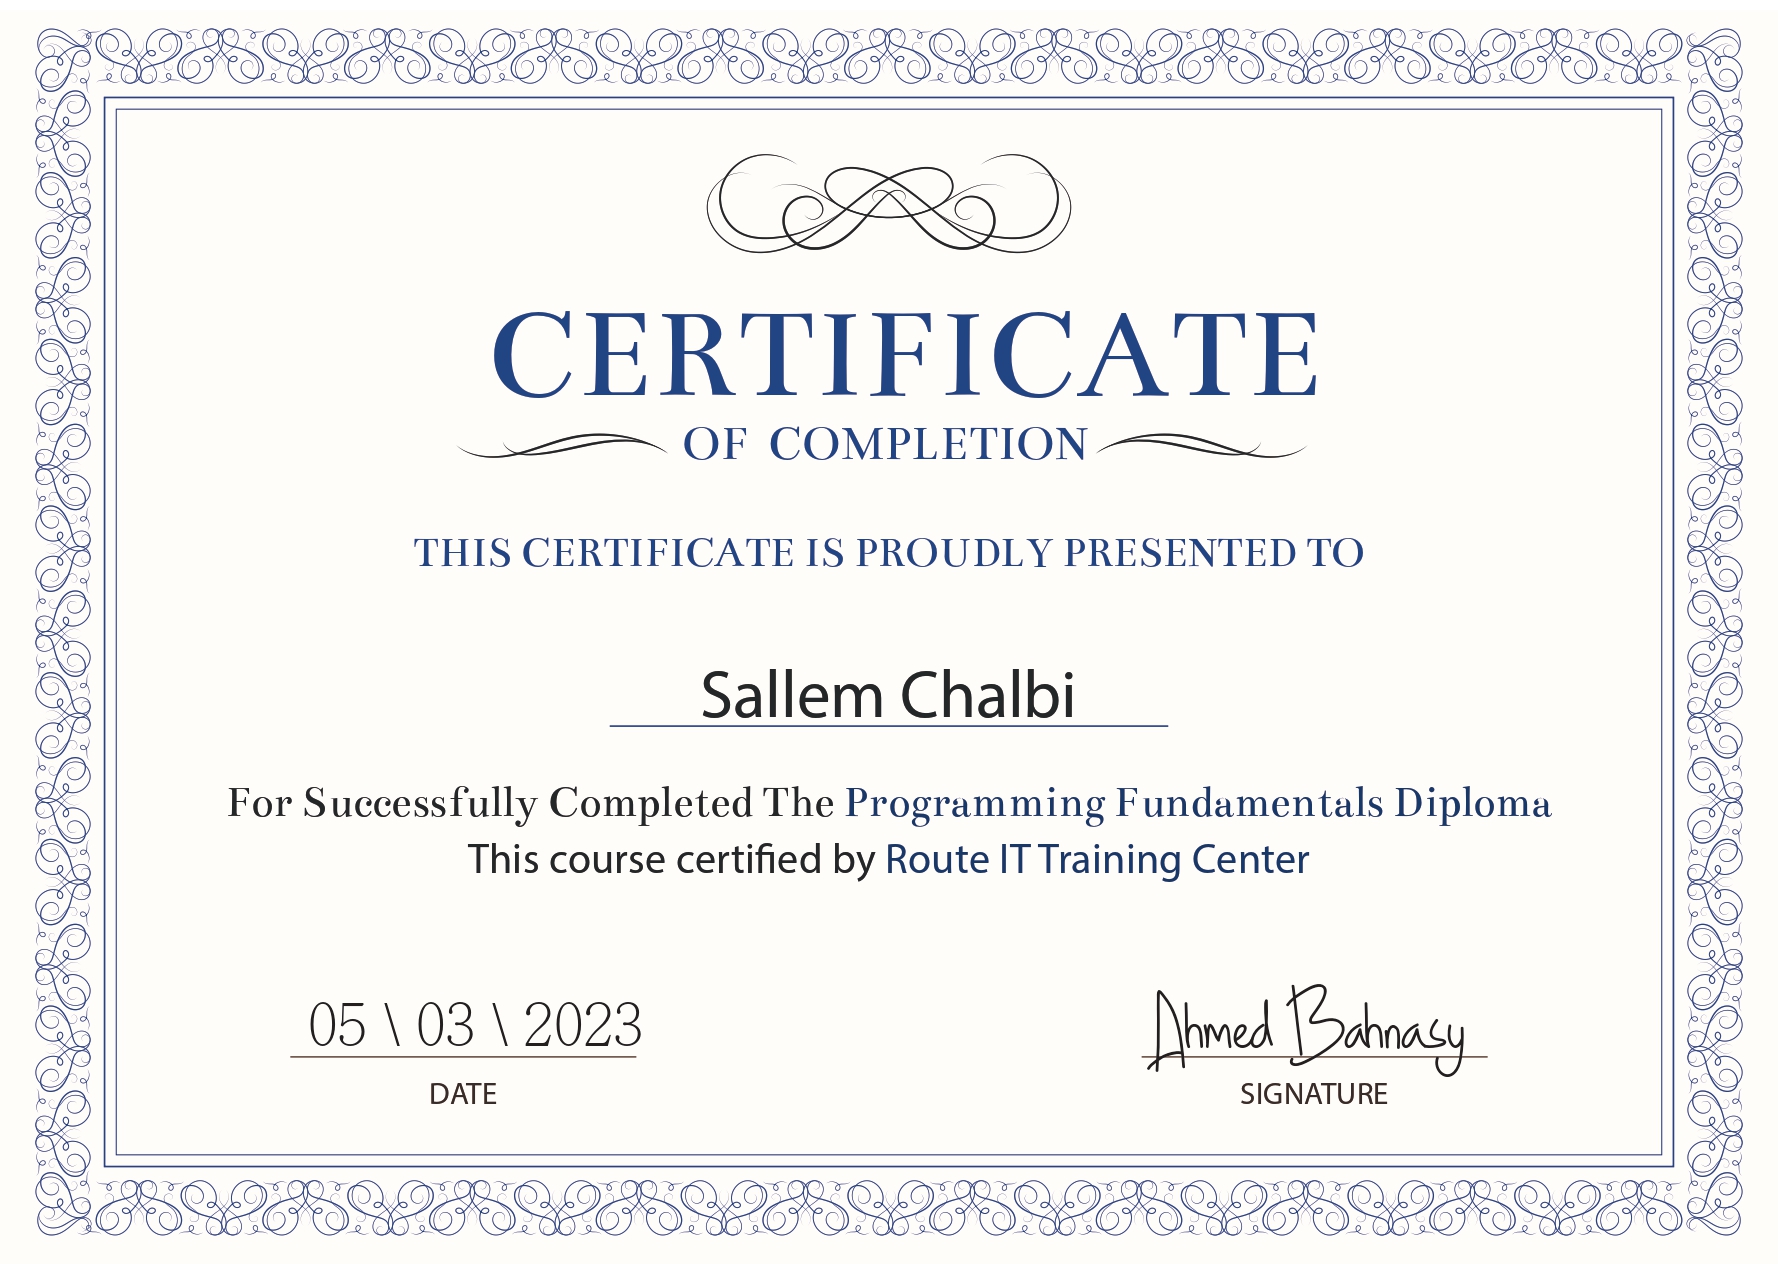 CERTIFICATE
OF COMPLETION
THIS CERTIFICATE IS PROUDLY PRESENTED TO
Sallem Chalbi
For Successfully Completed The Programming Fundamentals Diploma
This course certified by Route IT Training Center
05 \ 03 \ 2023
DATE
Ahmed Bahnasy
SIGNATURE